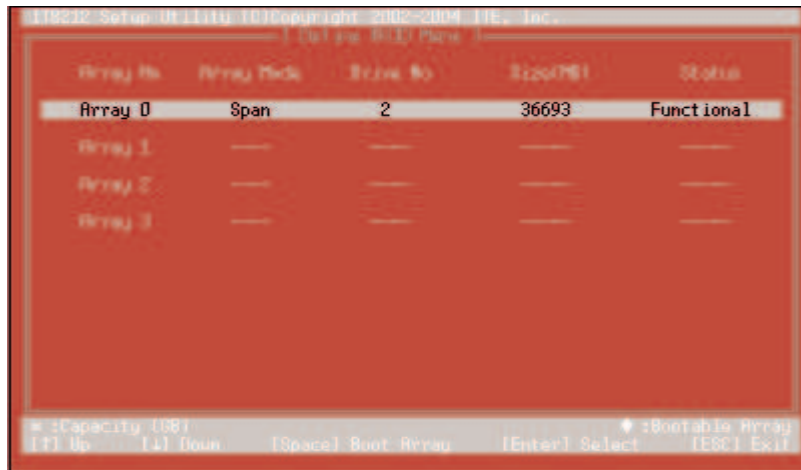 IT8212 Setup Utility (C)Copyright 2002-2004 ITE, Inc.
[ Define RAID Menu ]
Array No Array Mode Drive No Size(MB) Status
Array 0 Span 2 36693 Functional
Array 1 ---- ---- ---- ----
Array 2 ---- ---- ---- ----
Array 3 ---- ---- ---- ----
:Capacity (GB) ♦ :Bootable Array
[↑] Up [↓] Down [Space] Boot Array [Enter] Select [ESC] Exit